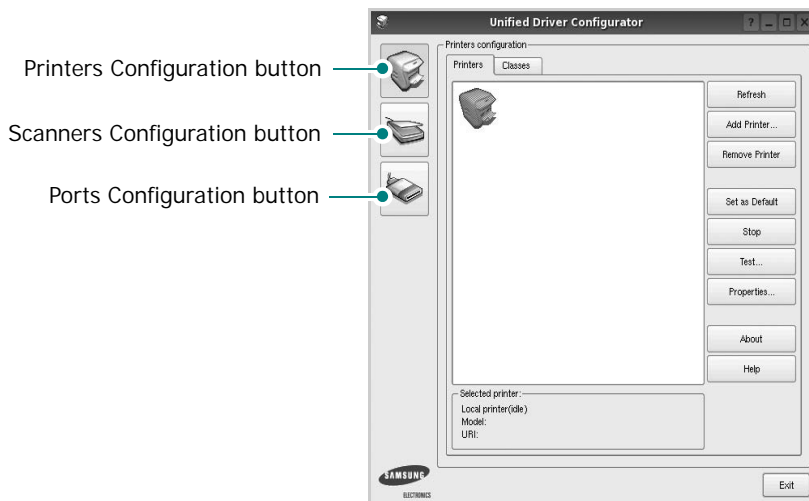 Unified Driver Configurator
?
Printers Configuration button
Scanners Configuration button
Ports Configuration button
Printers configuration
Printers
Classes
Refresh
Add Printer...
Remove Printer
Set as Default
Stop
Test...
Properties...
About
Help
Selected printer:
Local printer(idle)
Model:
URI:
SAMSUNG
ELECTRONICS
Exit